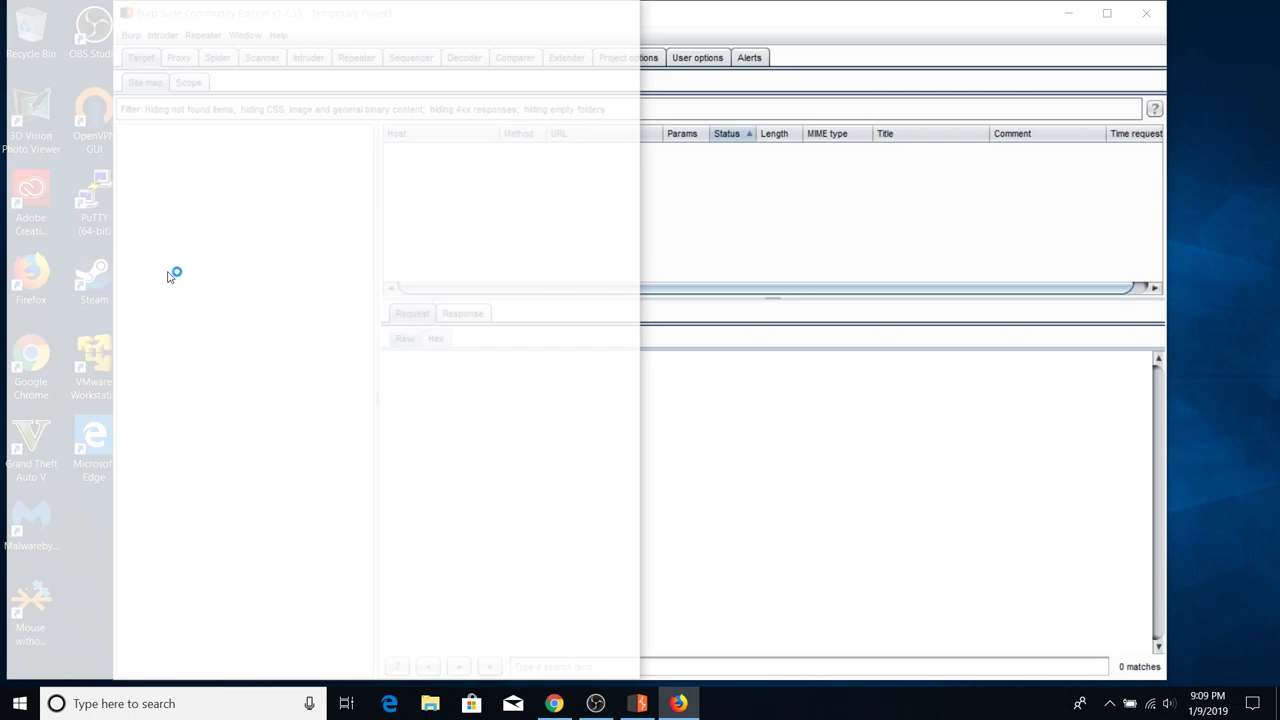 Burp Suite Community Edition v1.7.35 - Temporary Project
Burp Intruder Repeater Window Help
Target Proxy Spider Scanner Intruder Repeater Sequencer Decoder Comparer Extender Project options User options Alerts
Site map Scope
Filter: Hiding not found items; hiding CSS, image and general binary content; hiding 4xx responses; hiding empty folders
?
Host Method URL Params Status Length MIME type Title Comment Time request
Request Response
Raw Hex
? < + > Type a search term 0 matches
Recycle Bin
OBS Studi
3D Vision
Photo Viewer
OpenVPN
GUI
Adobe
Creati...
PuTTY
(64-bit)
Firefox
Steam
Google
Chrome
VMware
Workstati
Grand Theft
Auto V
Microsof
Edge
Malwareby...
Mouse
witho...
Type here to search
9:09 PM
1/9/2019